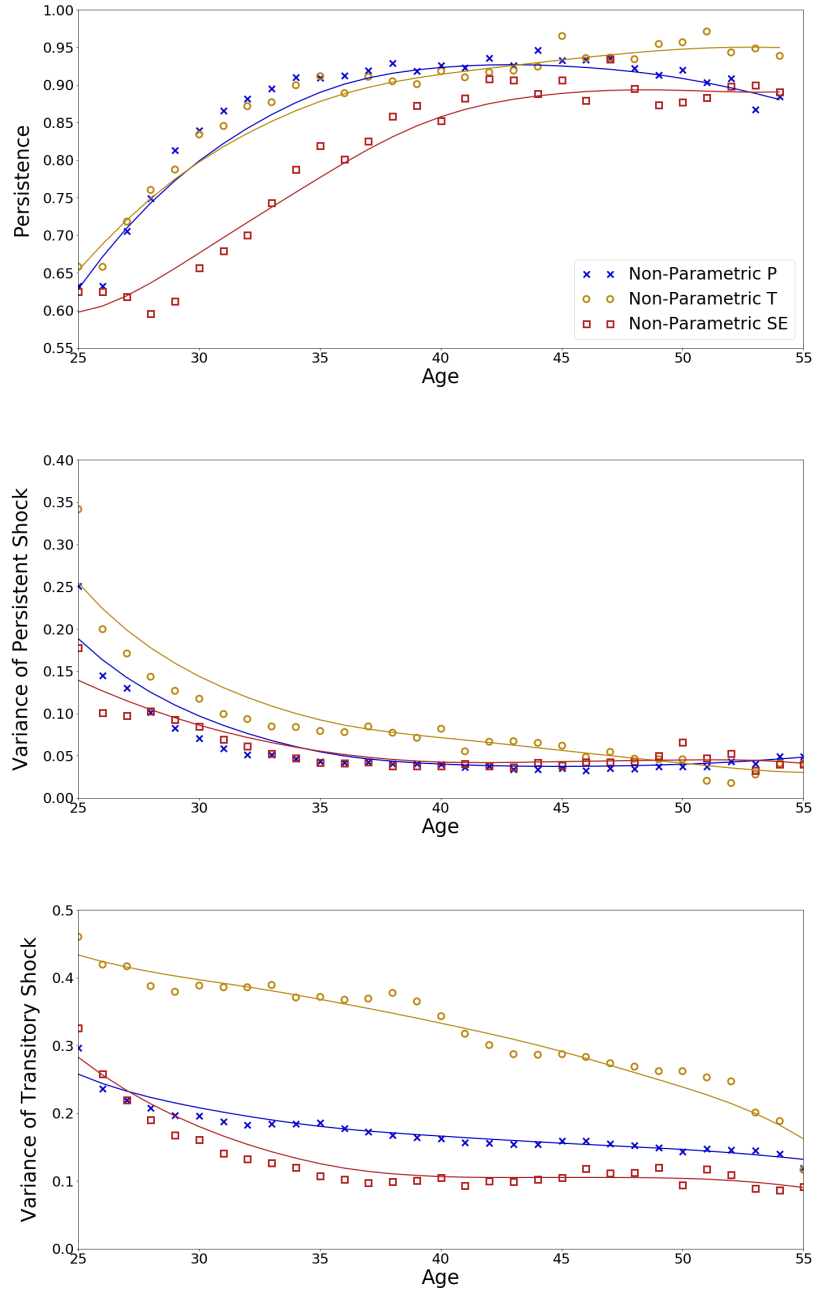 1.00
0.95
0.90
0.85
0.80
0.75
0.70
0.65
0.60
0.55
Persistence
Non-Parametric P
Non-Parametric T
Non-Parametric SE
25 30 35 40 45 50 55
Age
0.40
0.35
0.30
0.25
0.20
0.15
0.10
0.05
0.00
Variance of Persistent Shock
25 30 35 40 45 50 55
Age
0.5
0.4
0.3
0.2
0.1
0.0
Variance of Transitory Shock
25 30 35 40 45 50 55
Age